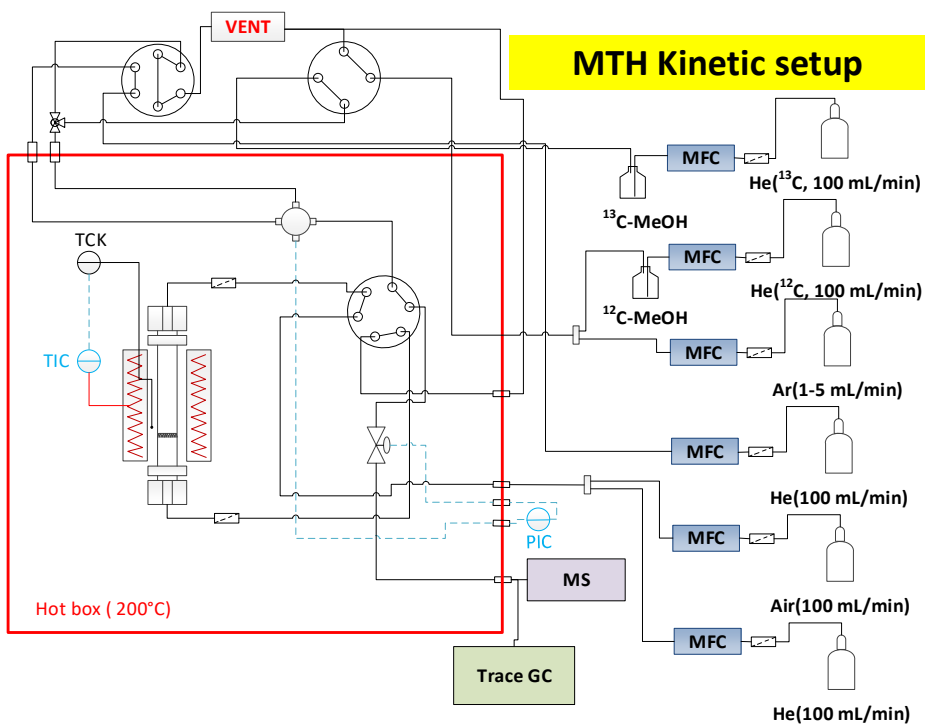 VENT
MTH Kinetic setup
MFC
He(¹³C, 100 mL/min)
¹³C-MeOH
TCK
MFC
He(¹²C, 100 mL/min)
¹²C-MeOH
MFC
TIC
Ar(1-5 mL/min)
MFC
He(100 mL/min)
MFC
PIC
MS
Air(100 mL/min)
Hot box ( 200°C)
MFC
Trace GC
He(100 mL/min)